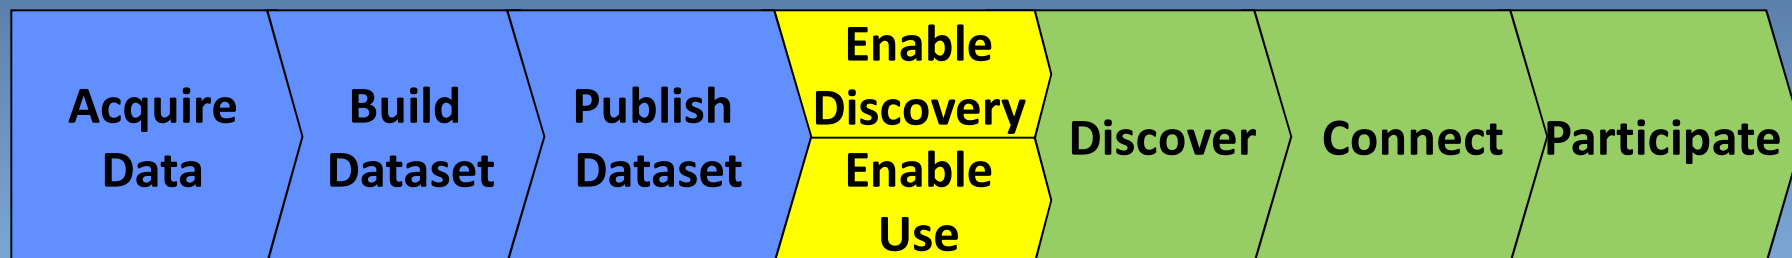 Acquire
Data
Build
Dataset
Publish
Dataset
Enable
Discovery
Enable
Use
Discover
Connect
Participate